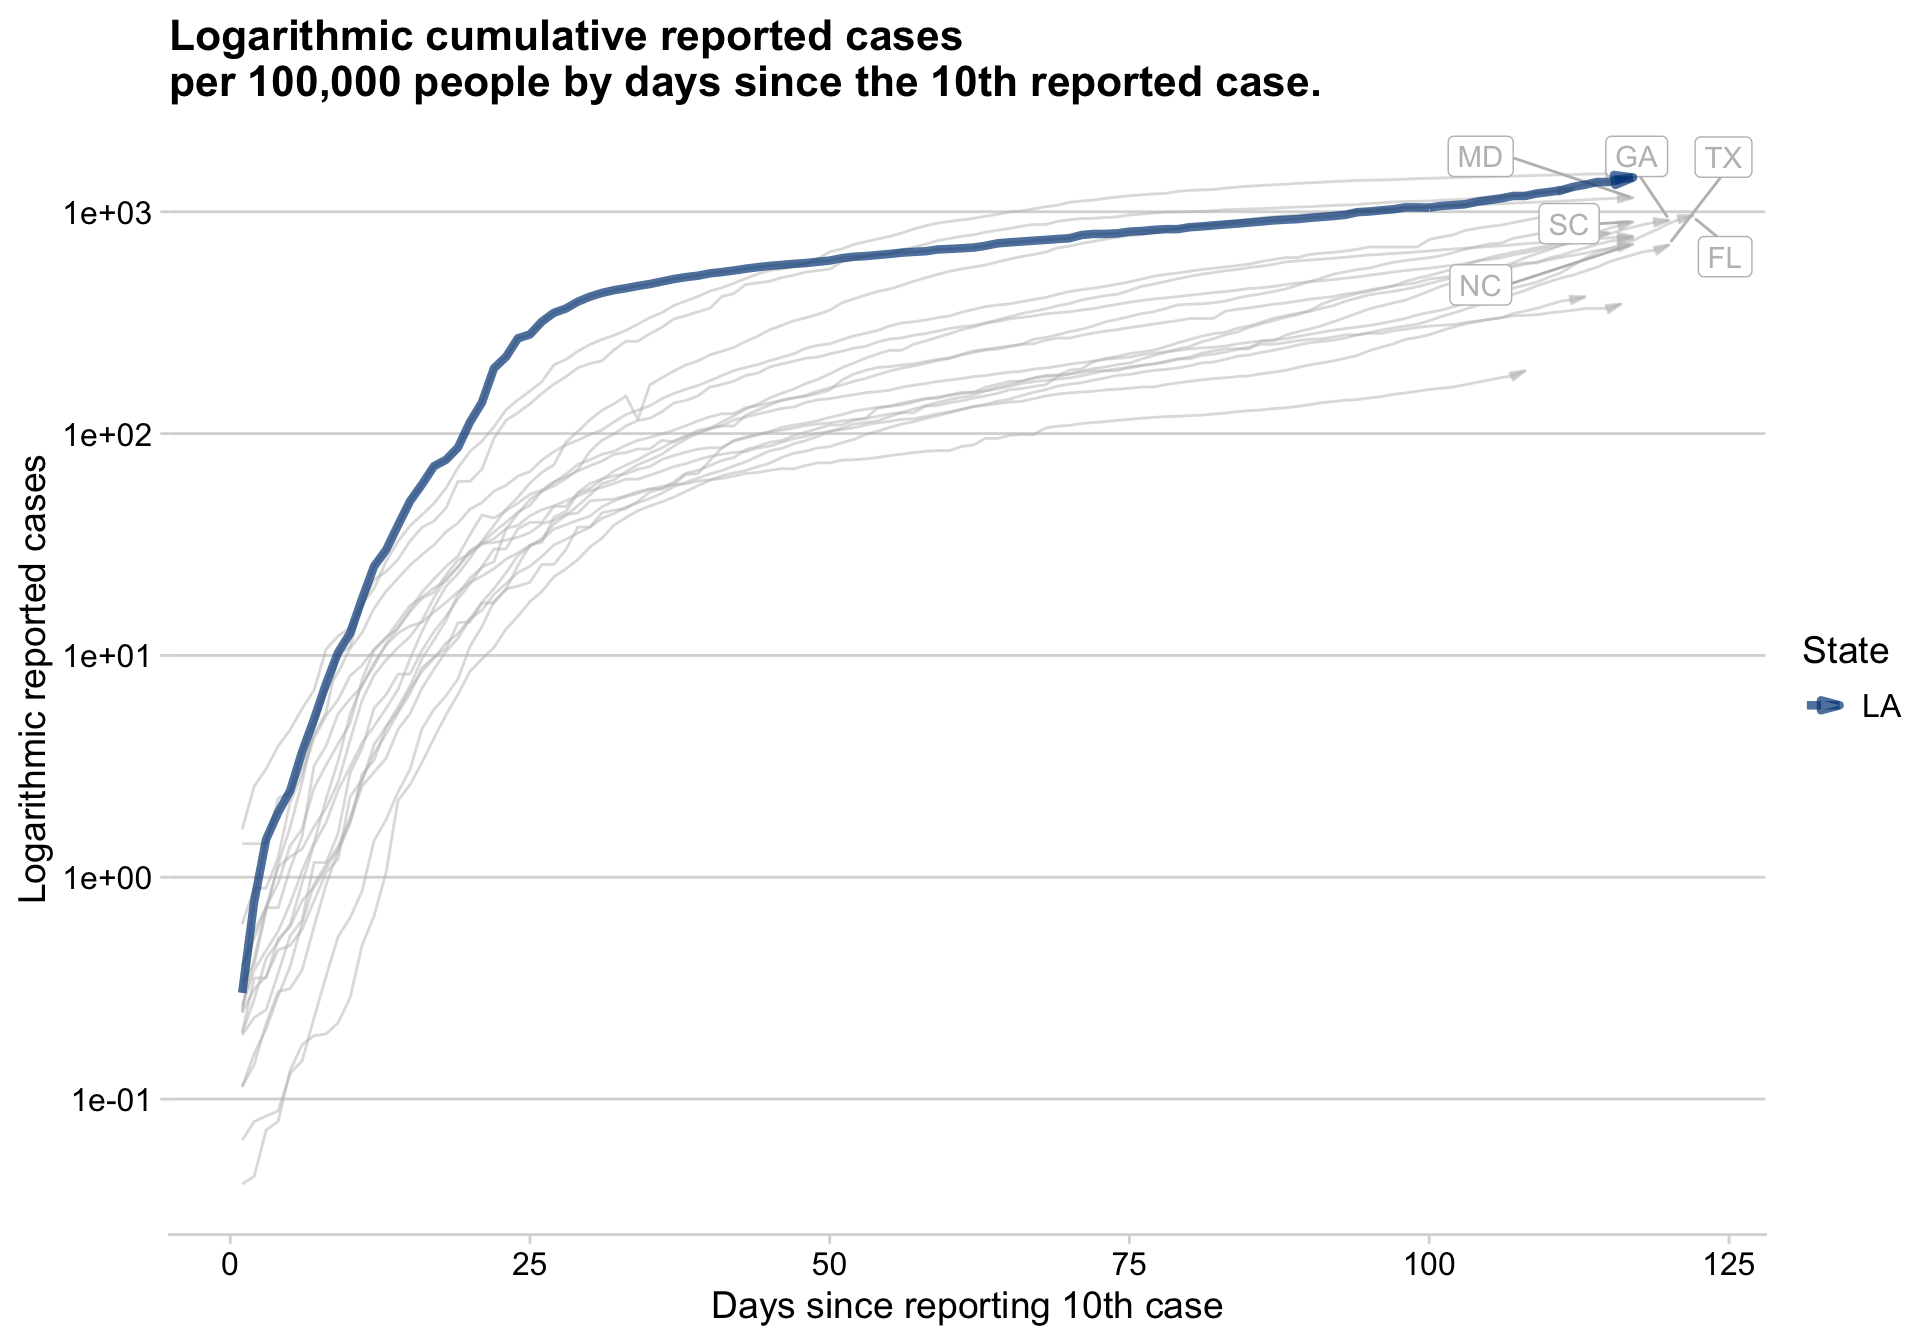 Logarithmic cumulative reported cases
per 100,000 people by days since the 10th reported case.
MD
GA
TX
SC
FL
NC
1e+03
1e+02
1e+01
1e+00
1e-01
Logarithmic reported cases
State
LA
0
25
50
75
100
125
Days since reporting 10th case